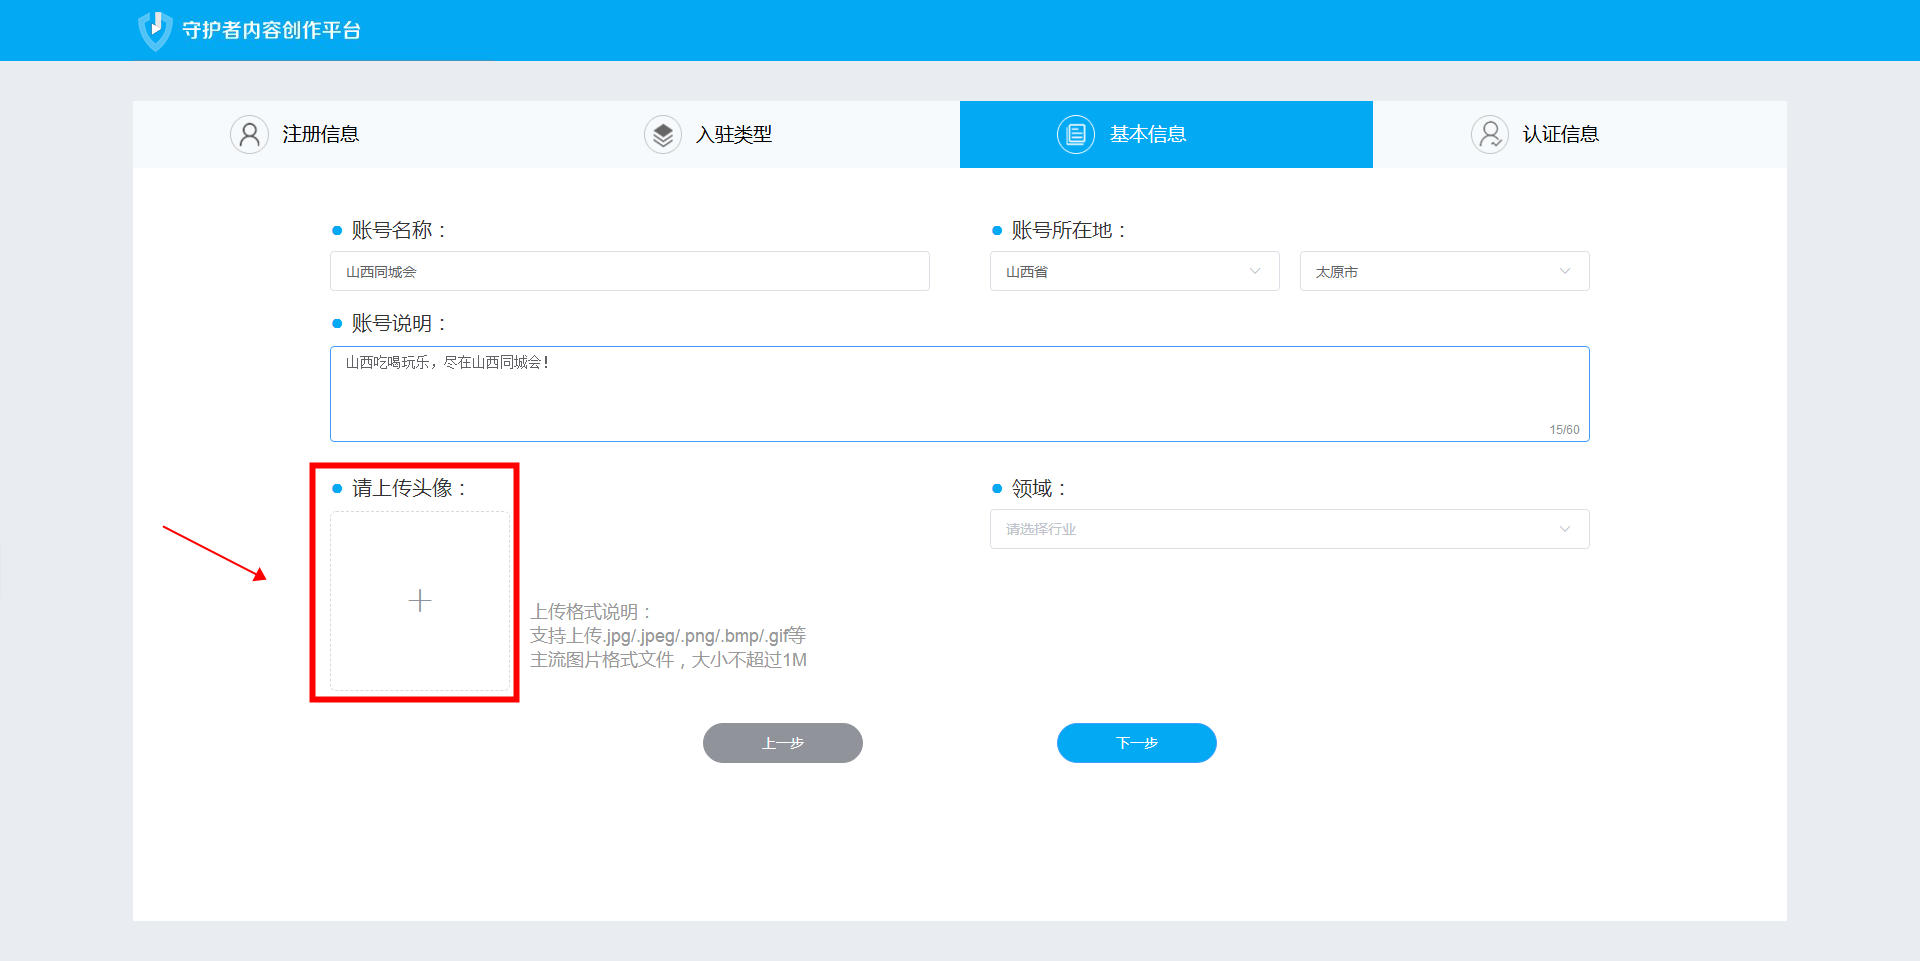 守护者内容创作平台
注册信息
入驻类型
基本信息
认证信息
账号名称：
账号所在地：
山西同城会
山西省
太原市
账号说明：
山西吃喝玩乐，尽在山西同城会！
15/60
请上传头像：
领域：
请选择行业
上传格式说明：
支持上传.jpg/.jpeg/.png/.bmp/.gif等
主流图片格式文件，大小不超过1M
上一步
下一步